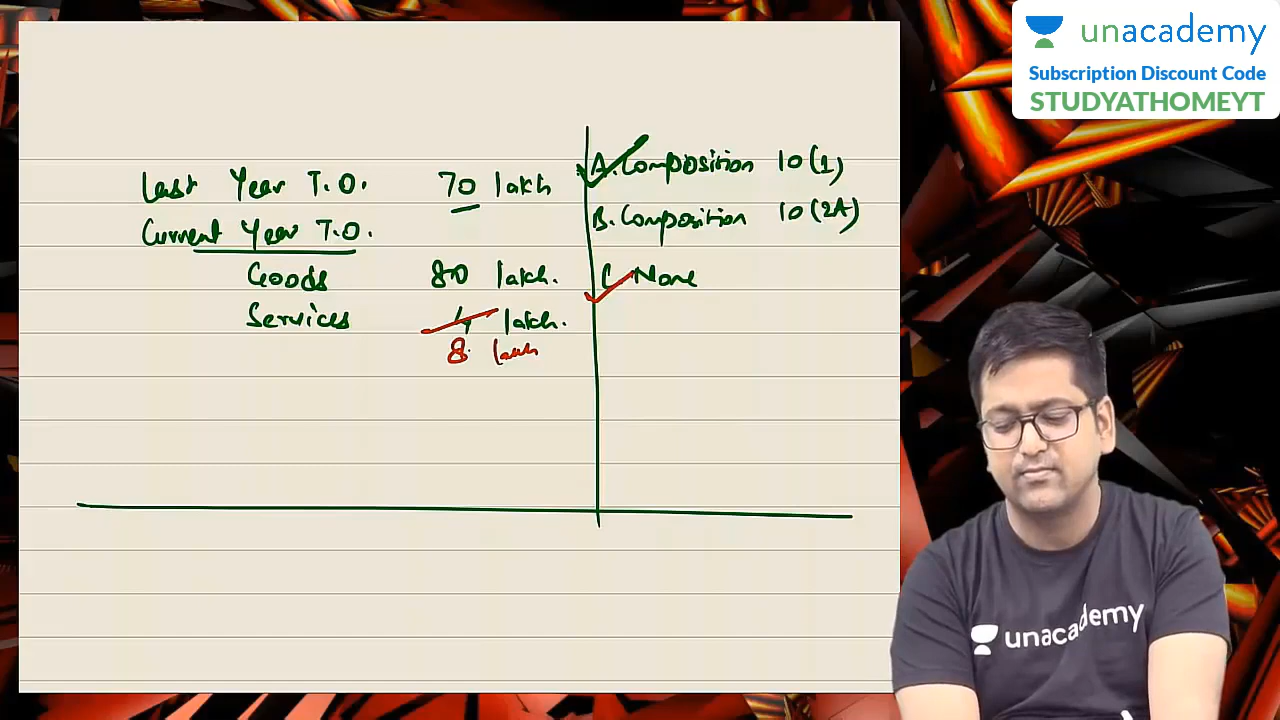 unacademy
Subscription Discount Code
STUDYATHOMEYT
Last Year T.O. 70 lakh
Current Year T.O.
Goods 80 lakh.
Services 4 lakh.
8 lakh
A. Composition 10(1)
B. Composition 10(2A)
C None
unacademy